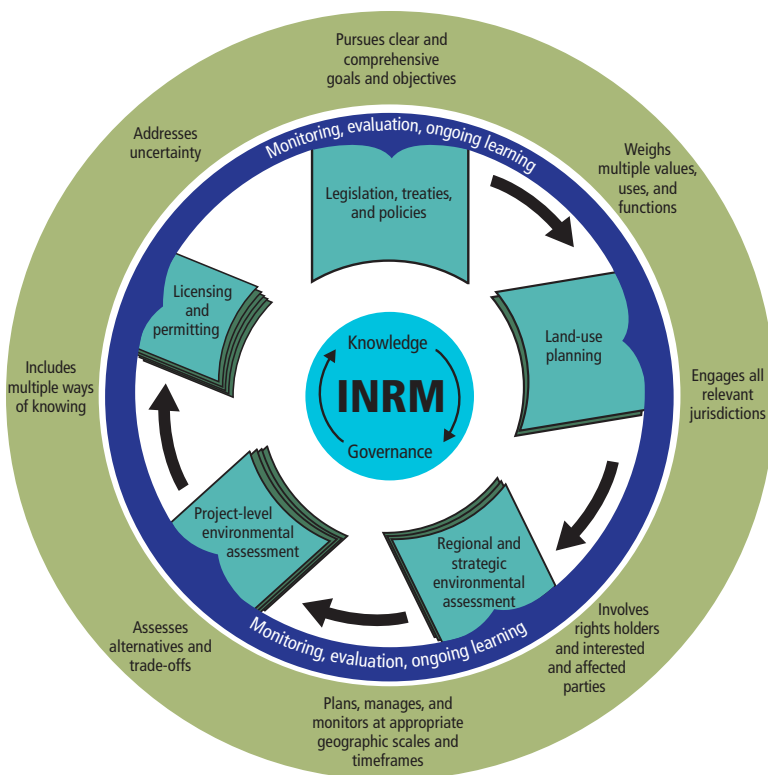 Pursues clear and
comprehensive
goals and objectives
Addresses
uncertainty
Weighs
multiple values,
uses, and
functions
Includes
multiple ways
of knowing
Engages all
relevant
jurisdictions
Assesses
alternatives and
trade-offs
Involves
rights holders
and interested
and affected
parties
Plans, manages, and
monitors at appropriate
geographic scales and
timeframes
Monitoring, evaluation, ongoing learning
Legislation, treaties,
and policies
Licensing
and
permitting
Land-use
planning
Knowledge
INRM
Governance
Project-level
environmental
assessment
Regional and
strategic
environmental
assessment
Monitoring, evaluation, ongoing learning